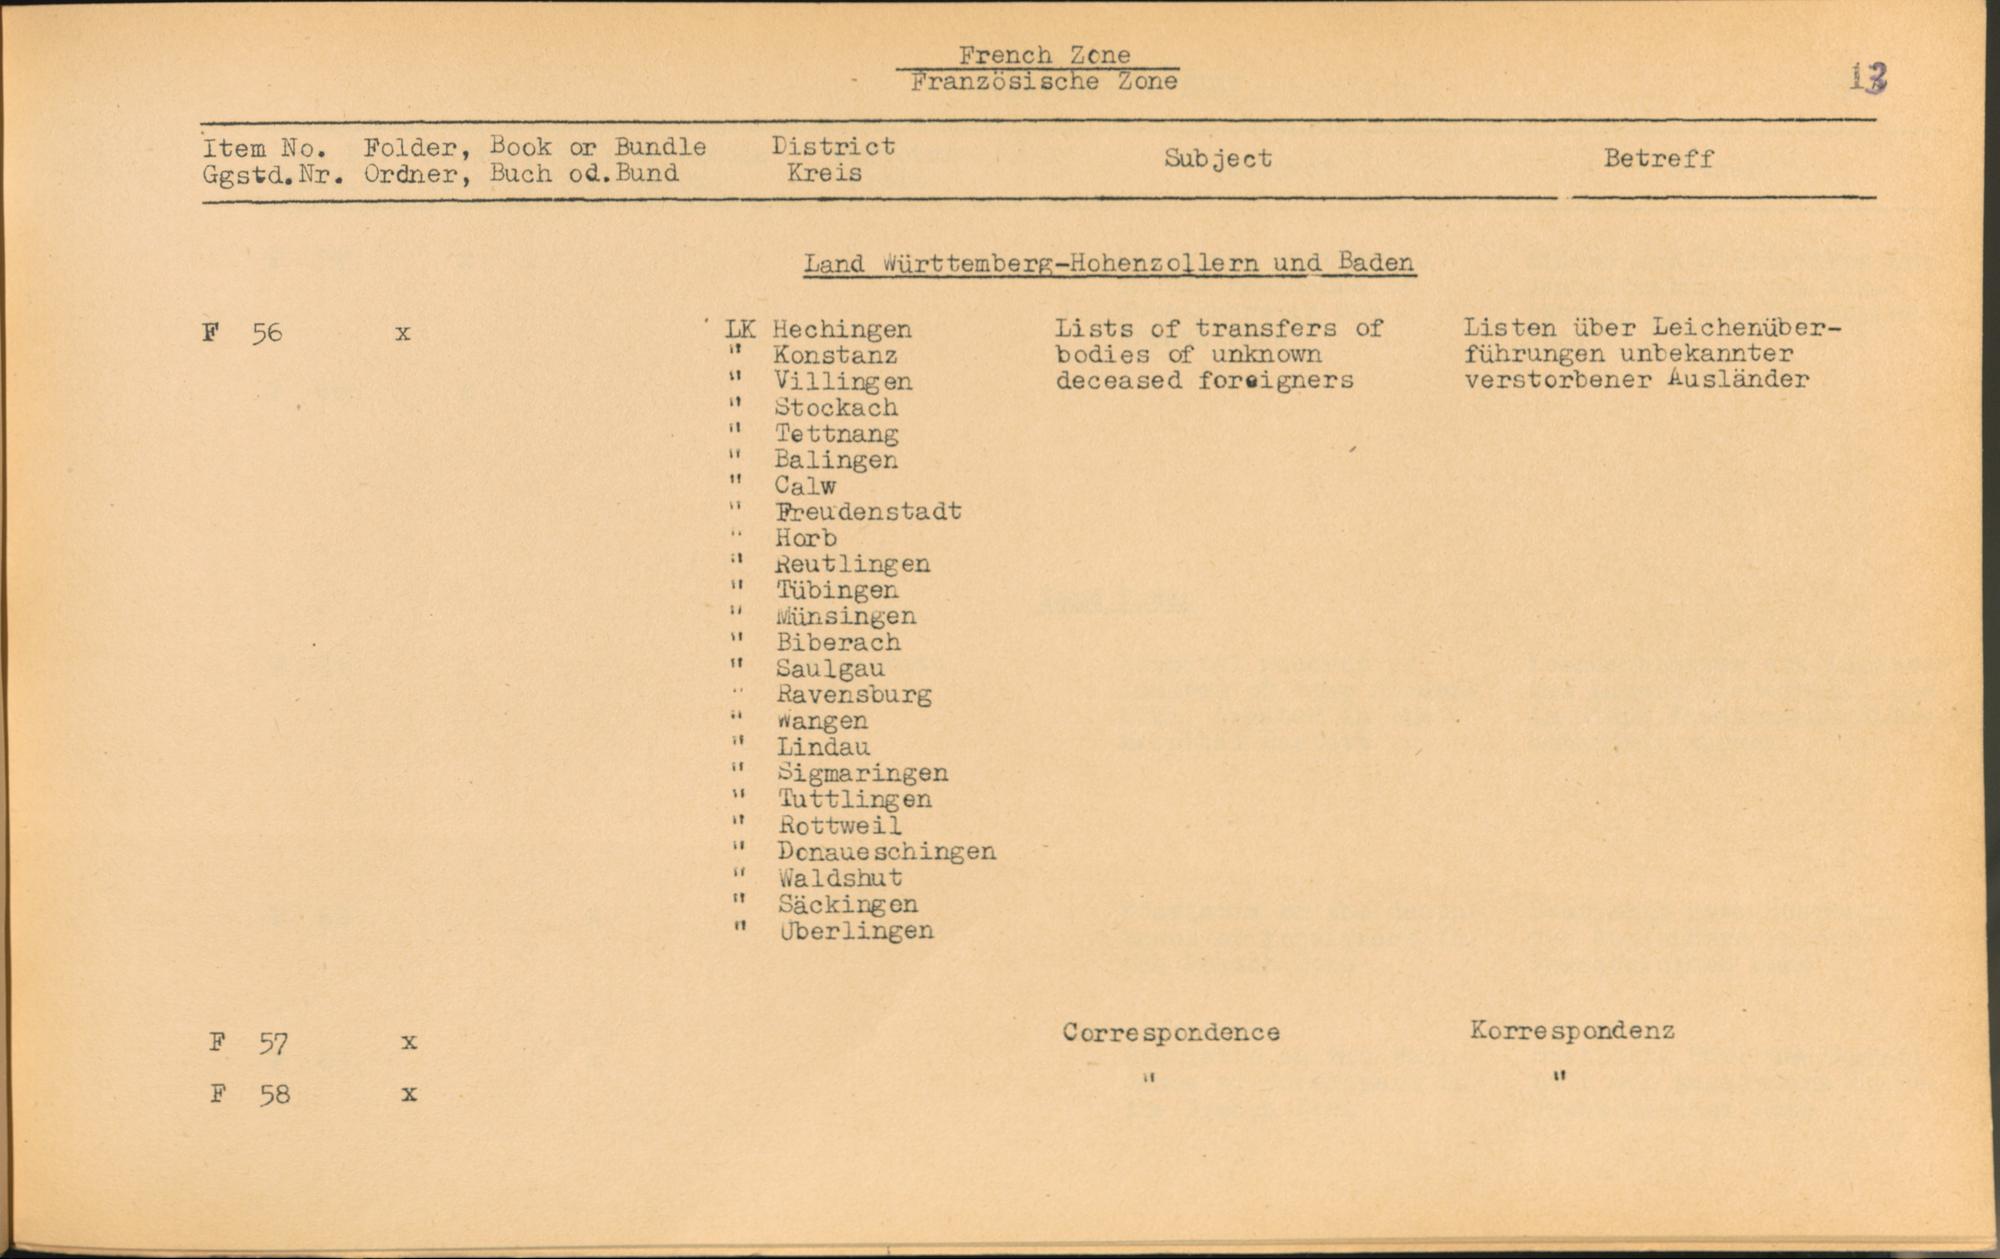 French Zone
Französische Zone
13
Item No. Folder, Book or Bundle District Subject Betreff
Ggstd.Nr. Ordner, Buch od.Bund Kreis
Land Württemberg-Hohenzollern und Baden
F 56 x LK Hechingen Lists of transfers of Listen über Leichenüber-
" Konstanz bodies of unknown führungen unbekannter
" Villingen deceased foreigners verstorbener Ausländer
" Stockach
" Tettnang
" Balingen
" Calw
" Freudenstadt
" Horb
" Reutlingen
" Tübingen
" Münsingen
" Biberach
" Saulgau
" Ravensburg
" Wangen
" Lindau
" Sigmaringen
" Tuttlingen
" Rottweil
" Donaueschingen
" Waldshut
" Säckingen
" Überlingen
F 57 x Correspondence Korrespondenz
F 58 x " "